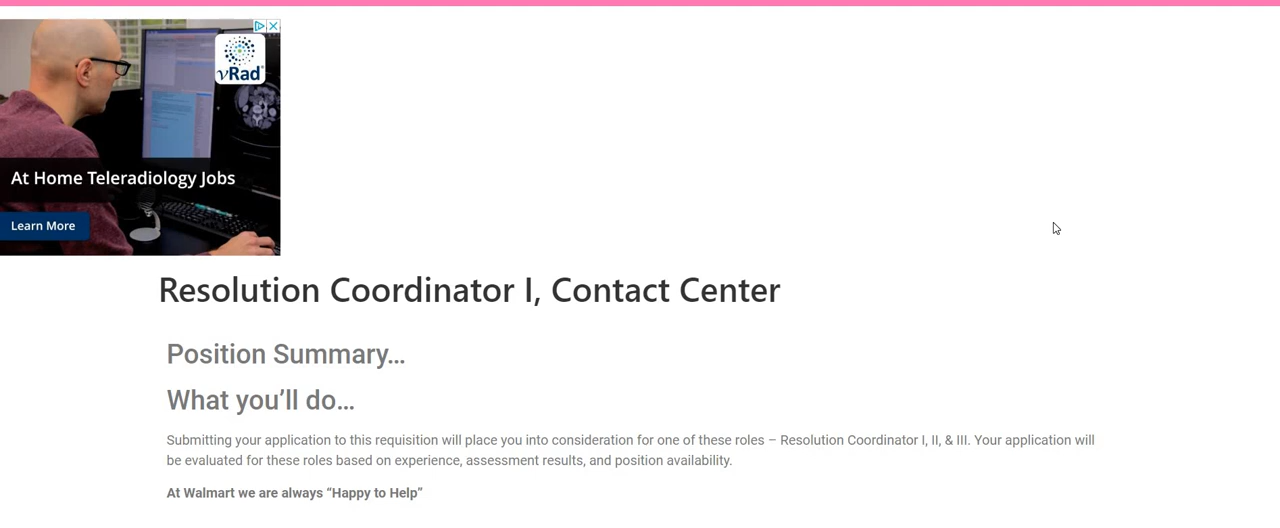 vRad
At Home Teleradiology Jobs
Learn More
Resolution Coordinator I, Contact Center
Position Summary…
What you’ll do…
Submitting your application to this requisition will place you into consideration for one of these roles – Resolution Coordinator I, II, & III. Your application will
be evaluated for these roles based on experience, assessment results, and position availability.
At Walmart we are always “Happy to Help”